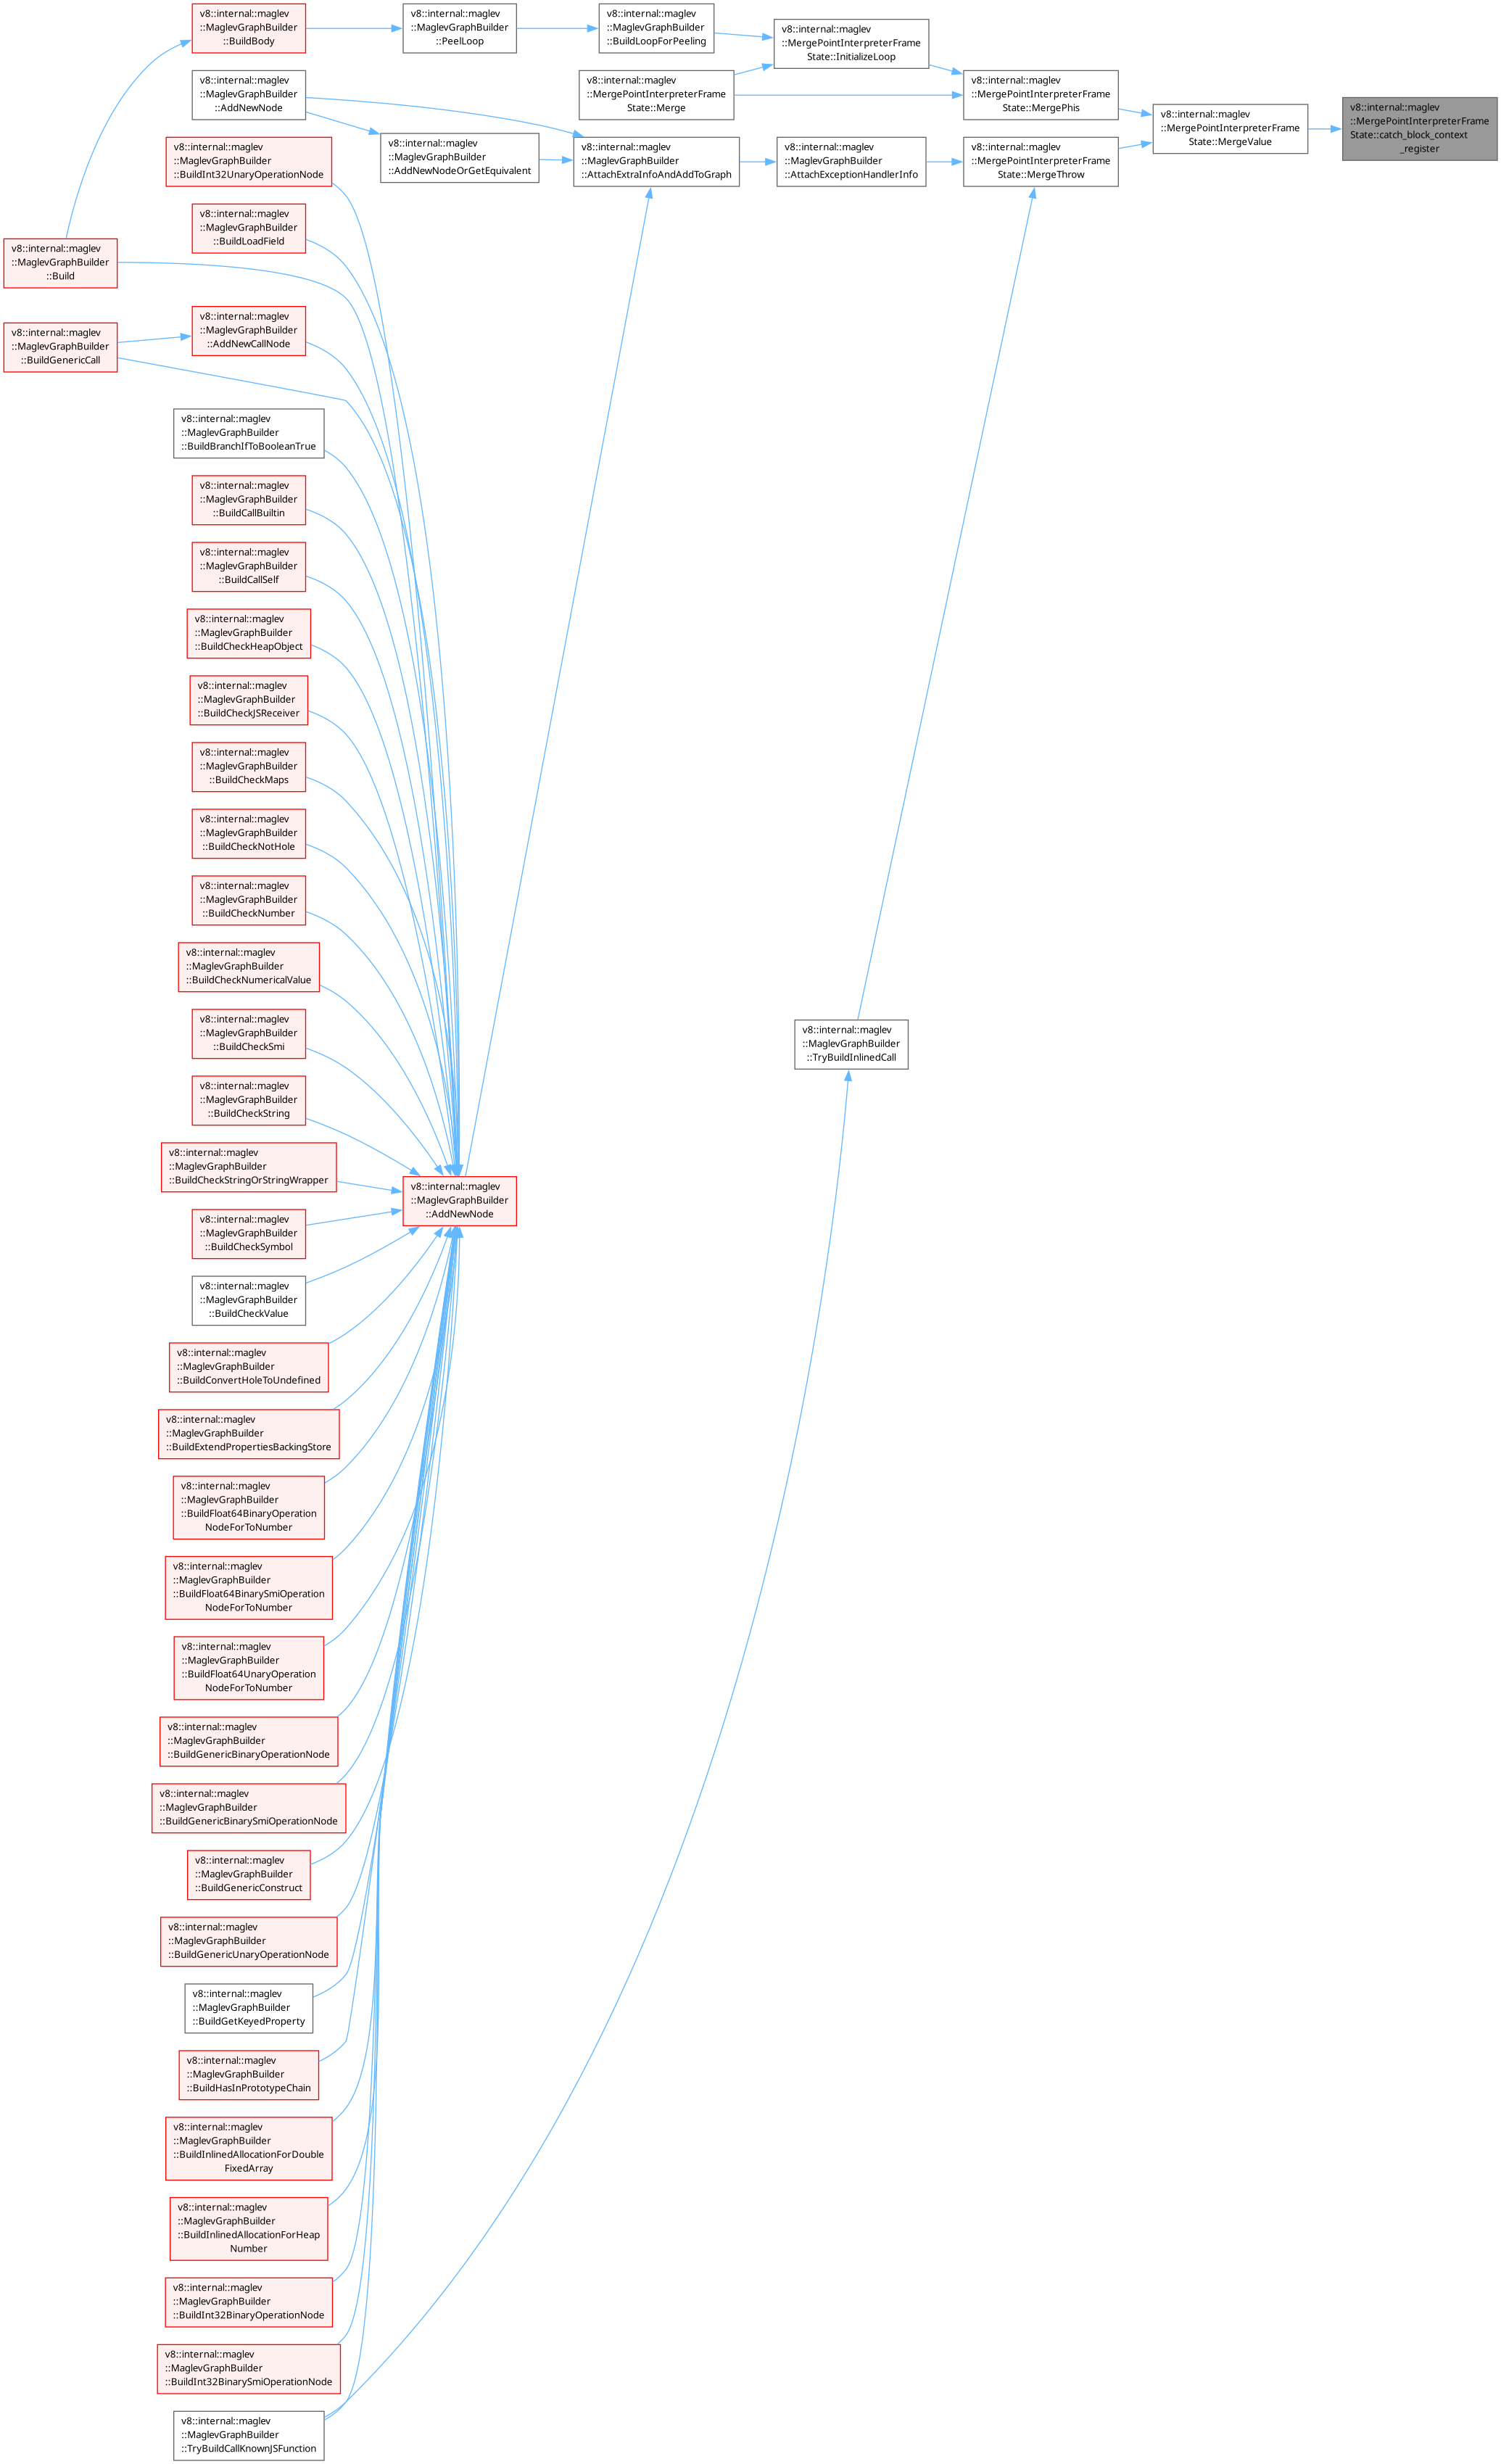 v8::internal::maglev
::MaglevGraphBuilder
::BuildBody
v8::internal::maglev
::MaglevGraphBuilder
::PeelLoop
v8::internal::maglev
::MaglevGraphBuilder
::BuildLoopForPeeling
v8::internal::maglev
::MergePointInterpreterFrame
State::InitializeLoop
v8::internal::maglev
::MaglevGraphBuilder
::AddNewNode
v8::internal::maglev
::MergePointInterpreterFrame
State::Merge
v8::internal::maglev
::MergePointInterpreterFrame
State::MergePhis
v8::internal::maglev
::MergePointInterpreterFrame
State::MergeValue
v8::internal::maglev
::MergePointInterpreterFrame
State::catch_block_context
_register
v8::internal::maglev
::MaglevGraphBuilder
::BuildInt32UnaryOperationNode
v8::internal::maglev
::MaglevGraphBuilder
::AddNewNodeOrGetEquivalent
v8::internal::maglev
::MaglevGraphBuilder
::AttachExtraInfoAndAddToGraph
v8::internal::maglev
::MaglevGraphBuilder
::AttachExceptionHandlerInfo
v8::internal::maglev
::MergePointInterpreterFrame
State::MergeThrow
v8::internal::maglev
::MaglevGraphBuilder
::BuildLoadField
v8::internal::maglev
::MaglevGraphBuilder
::Build
v8::internal::maglev
::MaglevGraphBuilder
::AddNewCallNode
v8::internal::maglev
::MaglevGraphBuilder
::BuildGenericCall
v8::internal::maglev
::MaglevGraphBuilder
::BuildBranchIfToBooleanTrue
v8::internal::maglev
::MaglevGraphBuilder
::BuildCallBuiltin
v8::internal::maglev
::MaglevGraphBuilder
::BuildCallSelf
v8::internal::maglev
::MaglevGraphBuilder
::BuildCheckHeapObject
v8::internal::maglev
::MaglevGraphBuilder
::BuildCheckJSReceiver
v8::internal::maglev
::MaglevGraphBuilder
::BuildCheckMaps
v8::internal::maglev
::MaglevGraphBuilder
::BuildCheckNotHole
v8::internal::maglev
::MaglevGraphBuilder
::BuildCheckNumber
v8::internal::maglev
::MaglevGraphBuilder
::BuildCheckNumericalValue
v8::internal::maglev
::MaglevGraphBuilder
::BuildCheckSmi
v8::internal::maglev
::MaglevGraphBuilder
::TryBuildInlinedCall
v8::internal::maglev
::MaglevGraphBuilder
::BuildCheckString
v8::internal::maglev
::MaglevGraphBuilder
::BuildCheckStringOrStringWrapper
v8::internal::maglev
::MaglevGraphBuilder
::AddNewNode
v8::internal::maglev
::MaglevGraphBuilder
::BuildCheckSymbol
v8::internal::maglev
::MaglevGraphBuilder
::BuildCheckValue
v8::internal::maglev
::MaglevGraphBuilder
::BuildConvertHoleToUndefined
v8::internal::maglev
::MaglevGraphBuilder
::BuildExtendPropertiesBackingStore
v8::internal::maglev
::MaglevGraphBuilder
::BuildFloat64BinaryOperation
NodeForToNumber
v8::internal::maglev
::MaglevGraphBuilder
::BuildFloat64BinarySmiOperation
NodeForToNumber
v8::internal::maglev
::MaglevGraphBuilder
::BuildFloat64UnaryOperation
NodeForToNumber
v8::internal::maglev
::MaglevGraphBuilder
::BuildGenericBinaryOperationNode
v8::internal::maglev
::MaglevGraphBuilder
::BuildGenericBinarySmiOperationNode
v8::internal::maglev
::MaglevGraphBuilder
::BuildGenericConstruct
v8::internal::maglev
::MaglevGraphBuilder
::BuildGenericUnaryOperationNode
v8::internal::maglev
::MaglevGraphBuilder
::BuildGetKeyedProperty
v8::internal::maglev
::MaglevGraphBuilder
::BuildHasInPrototypeChain
v8::internal::maglev
::MaglevGraphBuilder
::BuildInlinedAllocationForDouble
FixedArray
v8::internal::maglev
::MaglevGraphBuilder
::BuildInlinedAllocationForHeap
Number
v8::internal::maglev
::MaglevGraphBuilder
::BuildInt32BinaryOperationNode
v8::internal::maglev
::MaglevGraphBuilder
::BuildInt32BinarySmiOperationNode
v8::internal::maglev
::MaglevGraphBuilder
::TryBuildCallKnownJSFunction